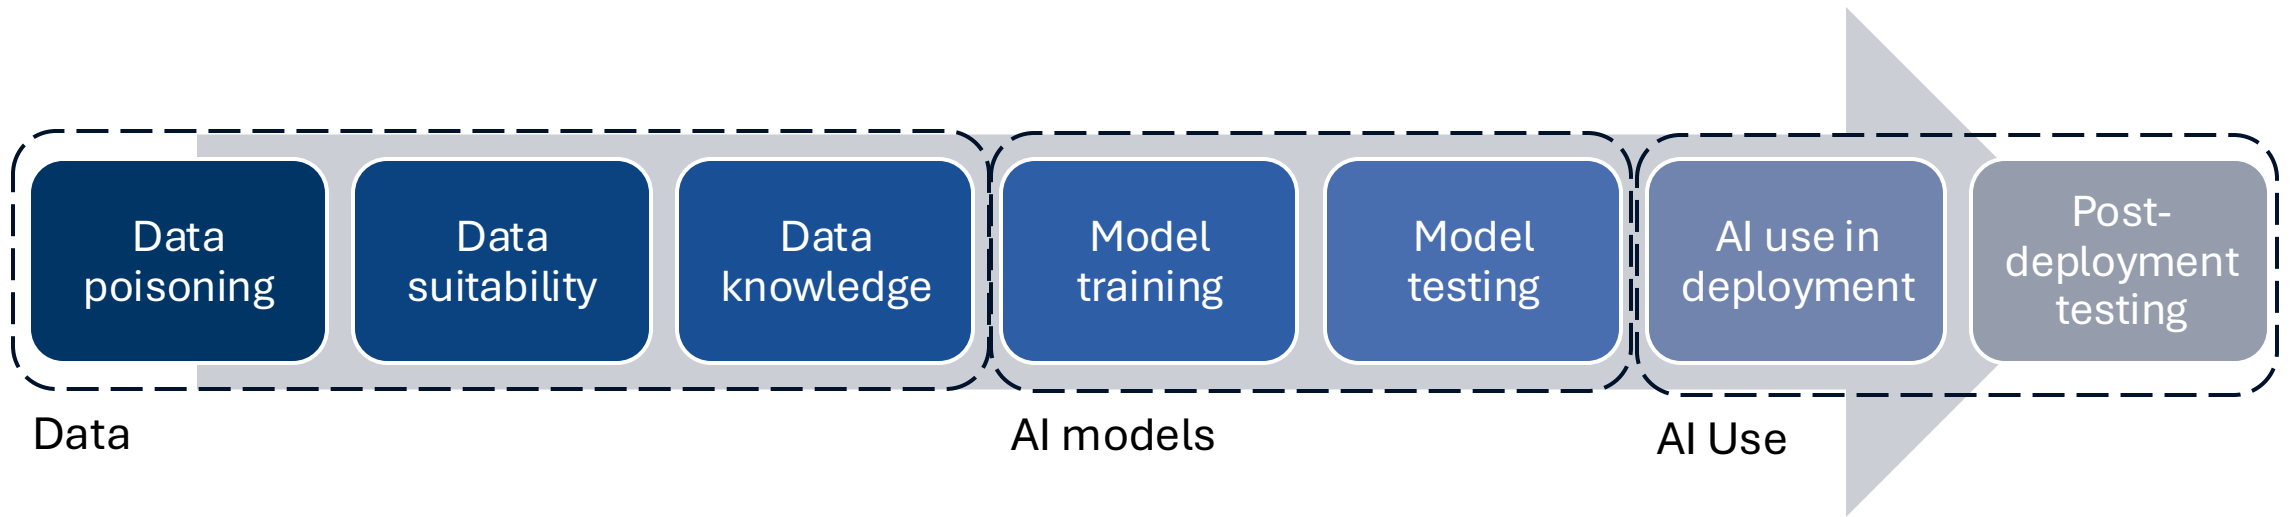 Data
poisoning
Data
suitability
Data
knowledge
Model
training
Model
testing
AI use in
deployment
Post-
deployment
testing
Data
AI models
AI Use